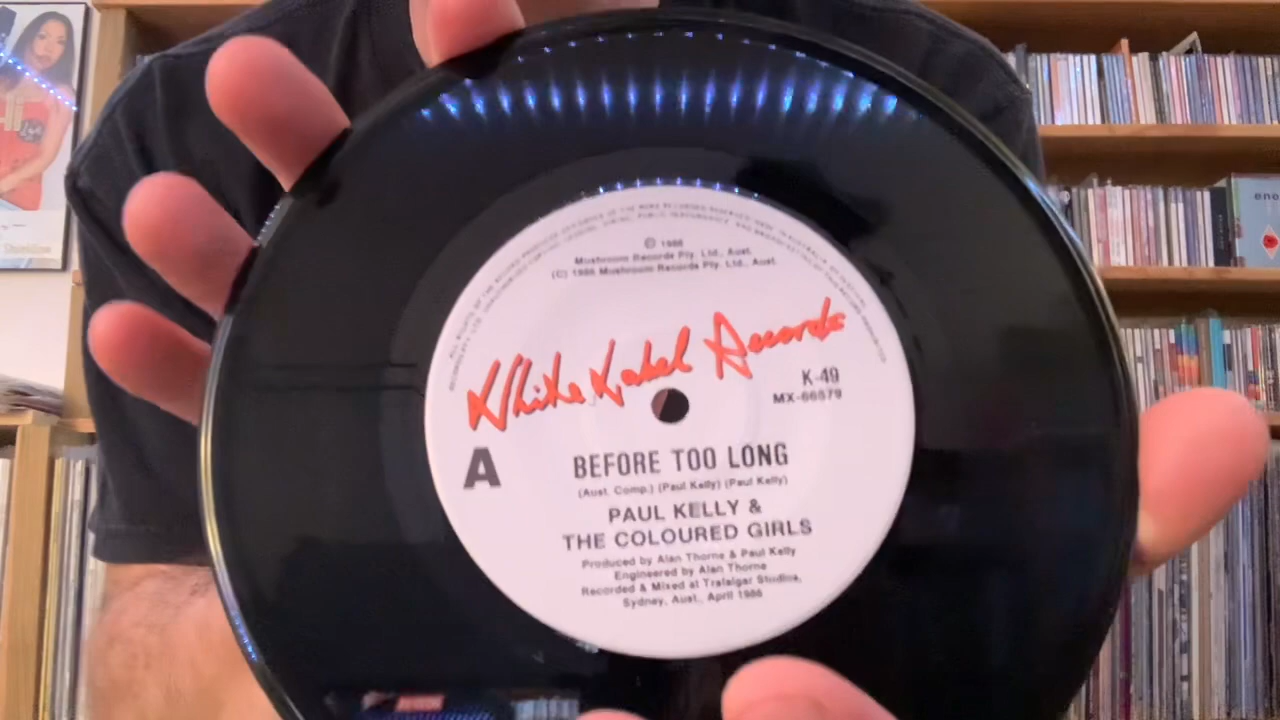 ℗ 1986
Mushroom Records Pty. Ltd., Aust.
(C) 1986 Mushroom Records Pty. Ltd., Aust.
White Label Records
K-49
MX-66579
A
BEFORE TOO LONG
(Aust. Comp.) (Paul Kelly) (Paul Kelly)
PAUL KELLY &
THE COLOURED GIRLS
Produced by Alan Thorne & Paul Kelly
Engineered by Alan Thorne
Recorded & Mixed at Trafalgar Studios,
Sydney, Aust., April 1986